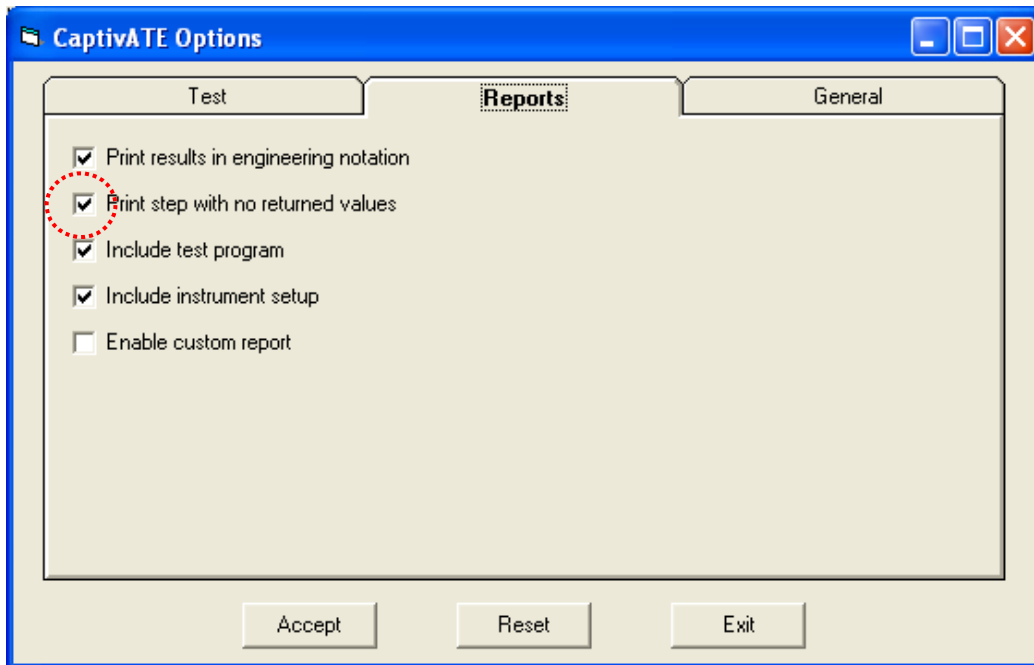 CaptivATE Options
Test Reports General
Print results in engineering notation
Print step with no returned values
Include test program
Include instrument setup
Enable custom report
Accept Reset Exit